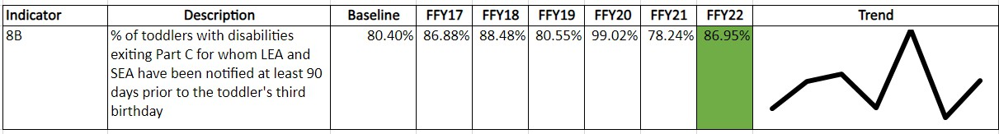 Indicator Description Baseline FFY17 FFY18 FFY19 FFY20 FFY21 FFY22 Trend
8B % of toddlers with disabilities 80.40% 86.88% 88.48% 80.55% 99.02% 78.24% 86.95%
exiting Part C for whom LEA and
SEA have been notified at least 90
days prior to the toddler's third
birthday